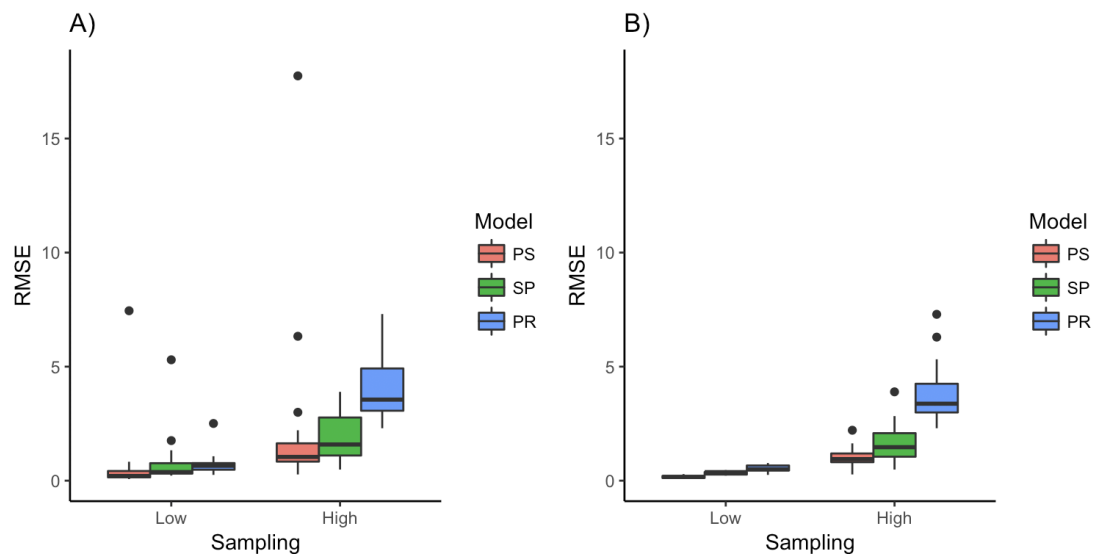 A)
15
10
5
0
RMSE
Low
High
Sampling
Model
PS
SP
PR
B)
15
10
5
0
RMSE
Low
High
Sampling
Model
PS
SP
PR